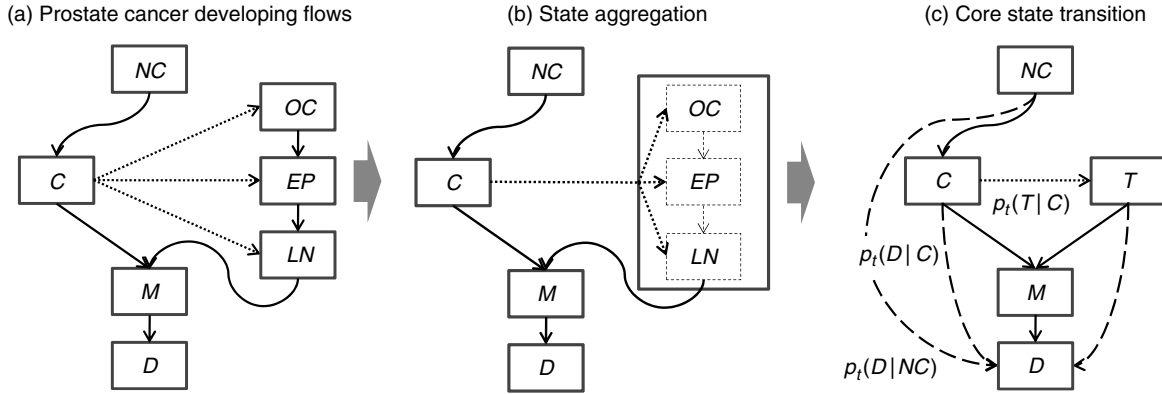 (a) Prostate cancer developing flows
NC
OC
C
EP
LN
M
D
(b) State aggregation
NC
OC
C
EP
LN
M
D
(c) Core state transition
NC
C
T
p_t(T|C)
p_t(D|C)
M
D
p_t(D|NC)